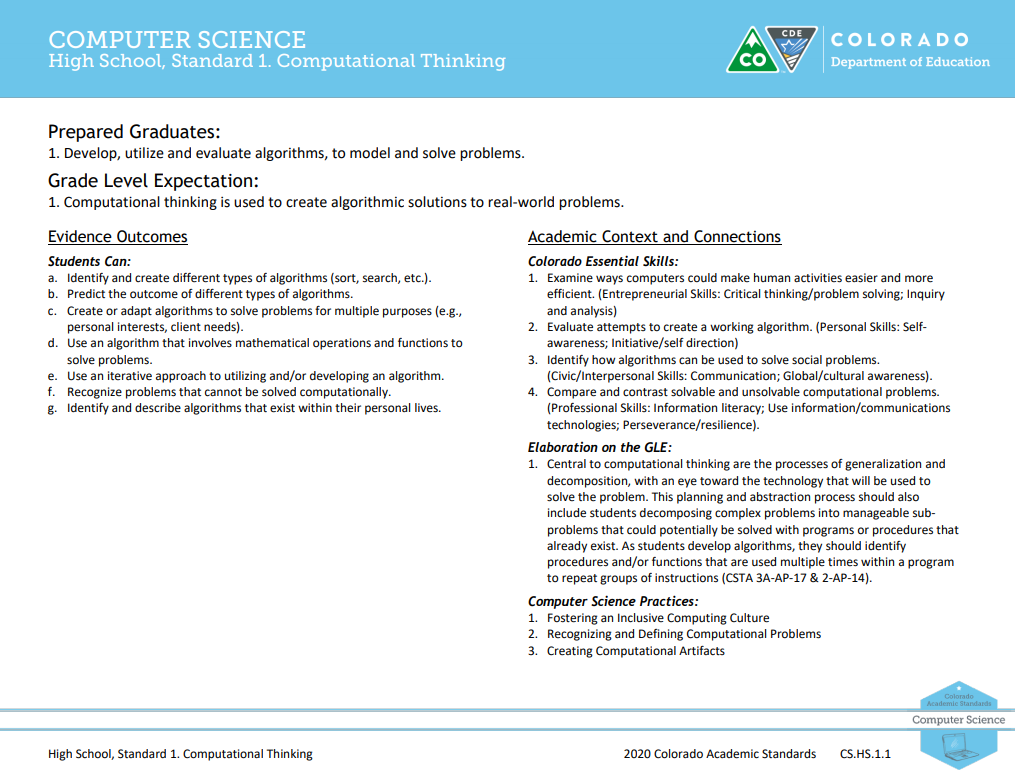 COMPUTER SCIENCE
High School, Standard 1. Computational Thinking
CO
CDE
COLORADO
Department of Education
Prepared Graduates:
1. Develop, utilize and evaluate algorithms, to model and solve problems.
Grade Level Expectation:
1. Computational thinking is used to create algorithmic solutions to real-world problems.
Evidence Outcomes
Students Can:
a. Identify and create different types of algorithms (sort, search, etc.).
b. Predict the outcome of different types of algorithms.
c. Create or adapt algorithms to solve problems for multiple purposes (e.g.,
personal interests, client needs).
d. Use an algorithm that involves mathematical operations and functions to
solve problems.
e. Use an iterative approach to utilizing and/or developing an algorithm.
f. Recognize problems that cannot be solved computationally.
g. Identify and describe algorithms that exist within their personal lives.
Academic Context and Connections
Colorado Essential Skills:
1. Examine ways computers could make human activities easier and more
efficient. (Entrepreneurial Skills: Critical thinking/problem solving; Inquiry
and analysis)
2. Evaluate attempts to create a working algorithm. (Personal Skills: Self-
awareness; Initiative/self direction)
3. Identify how algorithms can be used to solve social problems.
(Civic/Interpersonal Skills: Communication; Global/cultural awareness).
4. Compare and contrast solvable and unsolvable computational problems.
(Professional Skills: Information literacy; Use information/communications
technologies; Perseverance/resilience).
Elaboration on the GLE:
1. Central to computational thinking are the processes of generalization and
decomposition, with an eye toward the technology that will be used to
solve the problem. This planning and abstraction process should also
include students decomposing complex problems into manageable sub-
problems that could potentially be solved with programs or procedures that
already exist. As students develop algorithms, they should identify
procedures and/or functions that are used multiple times within a program
to repeat groups of instructions (CSTA 3A-AP-17 & 2-AP-14).
Computer Science Practices:
1. Fostering an Inclusive Computing Culture
2. Recognizing and Defining Computational Problems
3. Creating Computational Artifacts
Colorado
Academic Standards
Computer Science
High School, Standard 1. Computational Thinking
2020 Colorado Academic Standards
CS.HS.1.1